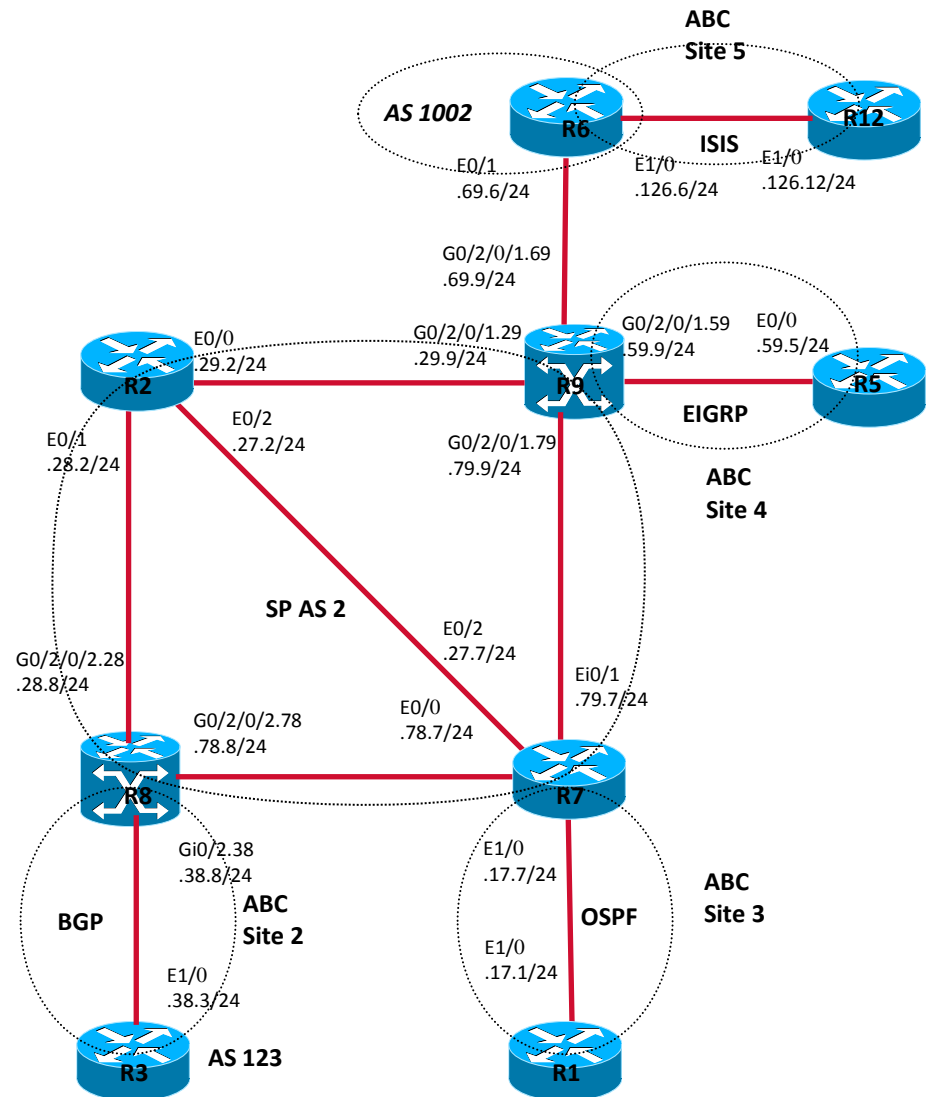 ABC
Site 5
AS 1002
R6
R12
ISIS
E0/1
.69.6/24
E1/0
.126.6/24
E1/0
.126.12/24
G0/2/0/1.69
.69.9/24
E0/0
.29.2/24
G0/2/0/1.29
.29.9/24
G0/2/0/1.59
.59.9/24
E0/0
.59.5/24
R2
R9
R5
EIGRP
E0/2
.27.2/24
E0/1
.28.2/24
G0/2/0/1.79
.79.9/24
ABC
Site 4
SP AS 2
E0/2
.27.7/24
G0/2/0/2.28
.28.8/24
Ei0/1
.79.7/24
E0/0
.78.7/24
G0/2/0/2.78
.78.8/24
R8
R7
Gi0/2.38
.38.8/24
E1/0
.17.7/24
ABC
Site 3
ABC
Site 2
BGP
OSPF
E1/0
.17.1/24
E1/0
.38.3/24
AS 123
R3
R1